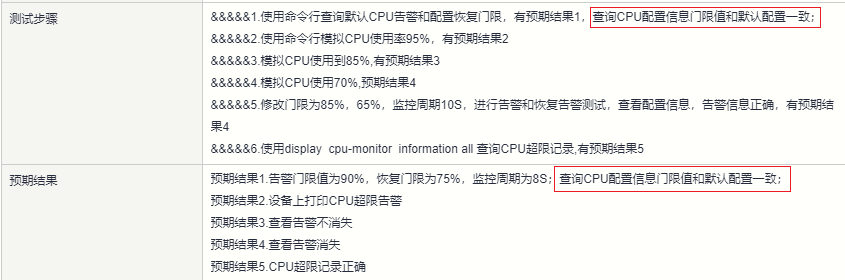 测试步骤
&&&&&1.使用命令行查询默认CPU告警和配置恢复门限，有预期结果1，查询CPU配置信息门限值和默认配置一致；
&&&&&2.使用命令行模拟CPU使用率95%，有预期结果2
&&&&&3.模拟CPU使用到85%,有预期结果3
&&&&&4.模拟CPU使用70%,预期结果4
&&&&&5.修改门限为85%，65%，监控周期10S，进行告警和恢复告警测试，查看配置信息，告警信息正确，有预期结
果4
&&&&&6.使用display cpu-monitor information all 查询CPU超限记录,有预期结果5
预期结果
预期结果1.告警门限值为90%，恢复门限为75%，监控周期为8S；查询CPU配置信息门限值和默认配置一致；
预期结果2.设备上打印CPU超限告警
预期结果3.查看告警不消失
预期结果4.查看告警消失
预期结果5.CPU超限记录正确